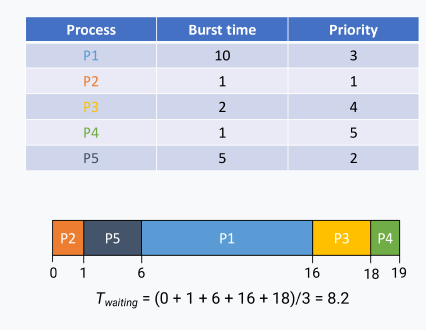 Process Burst time Priority
P1 10 3
P2 1 1
P3 2 4
P4 1 5
P5 5 2
P2 P5 P1 P3 P4
0 1 6 16 18 19
Twaiting = (0 + 1 + 6 + 16 + 18)/3 = 8.2